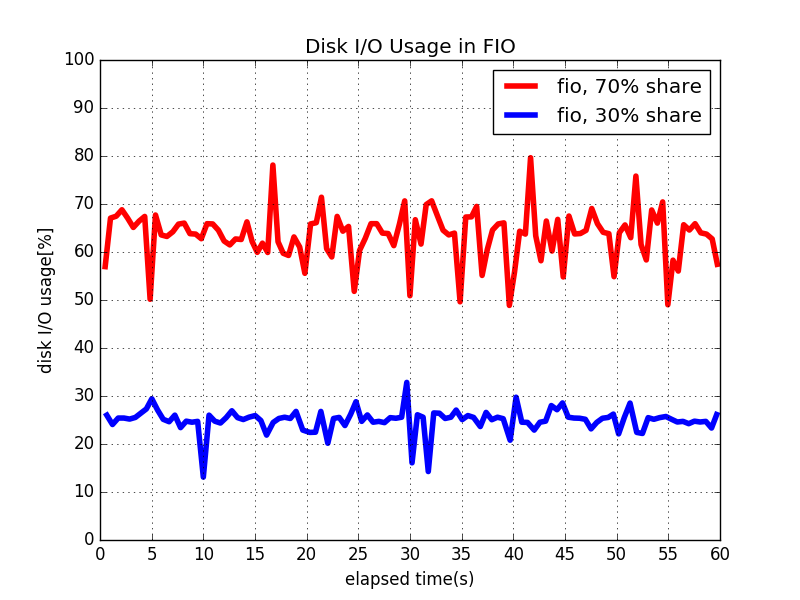 Disk I/O Usage in FIO
fio, 70% share
fio, 30% share
disk I/O usage[%]
100
90
80
70
60
50
40
30
20
10
0
0 5 10 15 20 25 30 35 40 45 50 55 60
elapsed time(s)